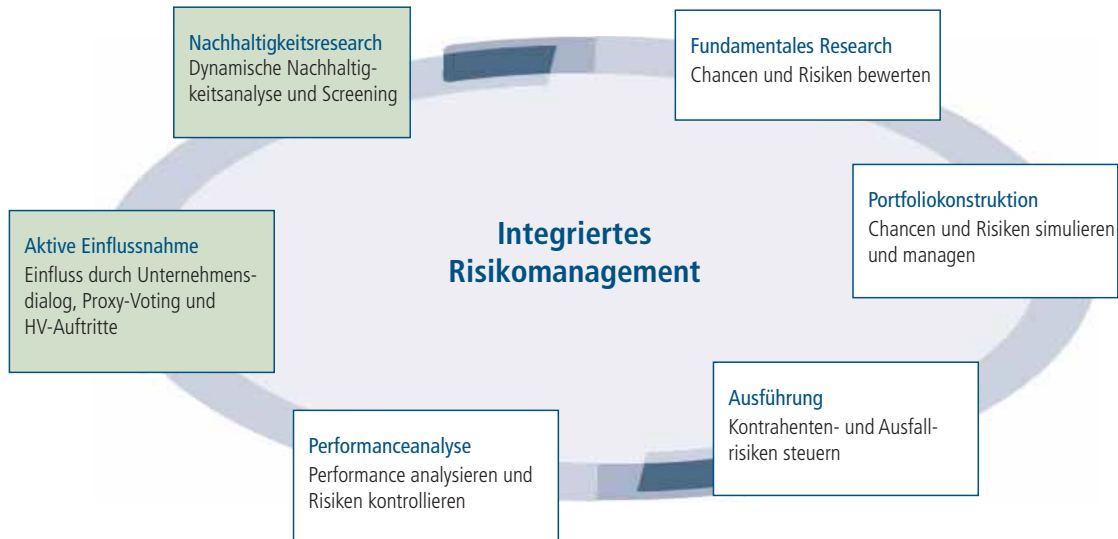 Nachhaltigkeitsresearch
Dynamische Nachhaltig-
keitsanalyse und Screening
Fundamentales Research
Chancen und Risiken bewerten
Portfoliokonstruktion
Chancen und Risiken simulieren
und managen
Integriertes
Risikomanagement
Aktive Einflussnahme
Einfluss durch Unternehmens-
dialog, Proxy-Voting und
HV-Auftritte
Ausführung
Kontrahenten- und Ausfall-
risiken steuern
Performanceanalyse
Performance analysieren und
Risiken kontrollieren